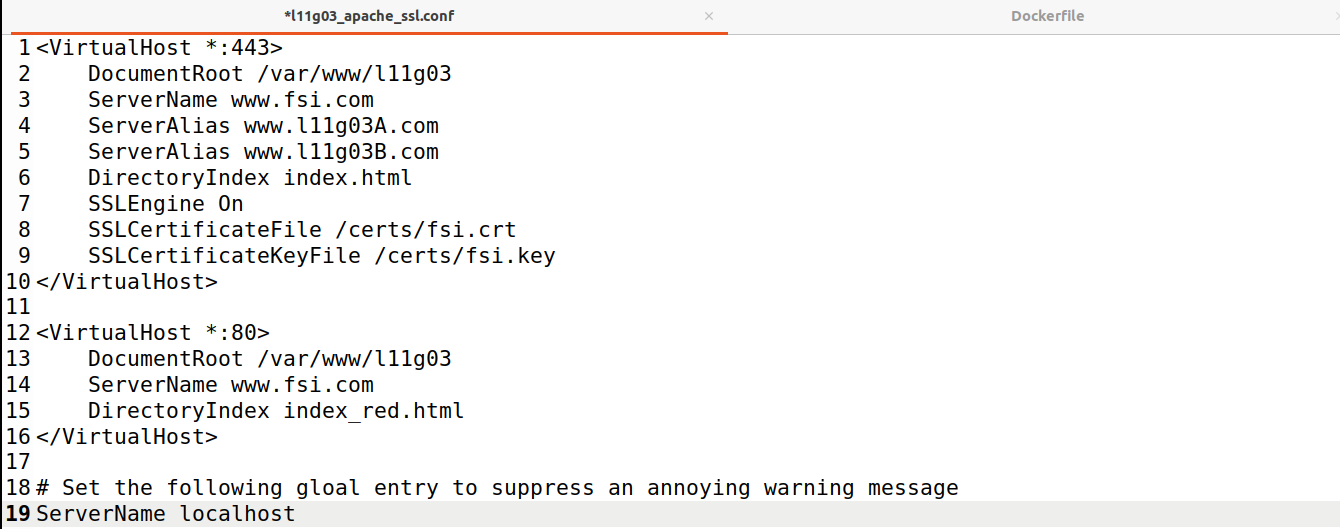 *l11g03_apache_ssl.conf × Dockerfile
1 <VirtualHost *:443>
2 DocumentRoot /var/www/l11g03
3 ServerName www.fsi.com
4 ServerAlias www.l11g03A.com
5 ServerAlias www.l11g03B.com
6 DirectoryIndex index.html
7 SSLEngine On
8 SSLCertificateFile /certs/fsi.crt
9 SSLCertificateKeyFile /certs/fsi.key
10 </VirtualHost>
11
12 <VirtualHost *:80>
13 DocumentRoot /var/www/l11g03
14 ServerName www.fsi.com
15 DirectoryIndex index_red.html
16 </VirtualHost>
17
18 # Set the following gloal entry to suppress an annoying warning message
19 ServerName localhost